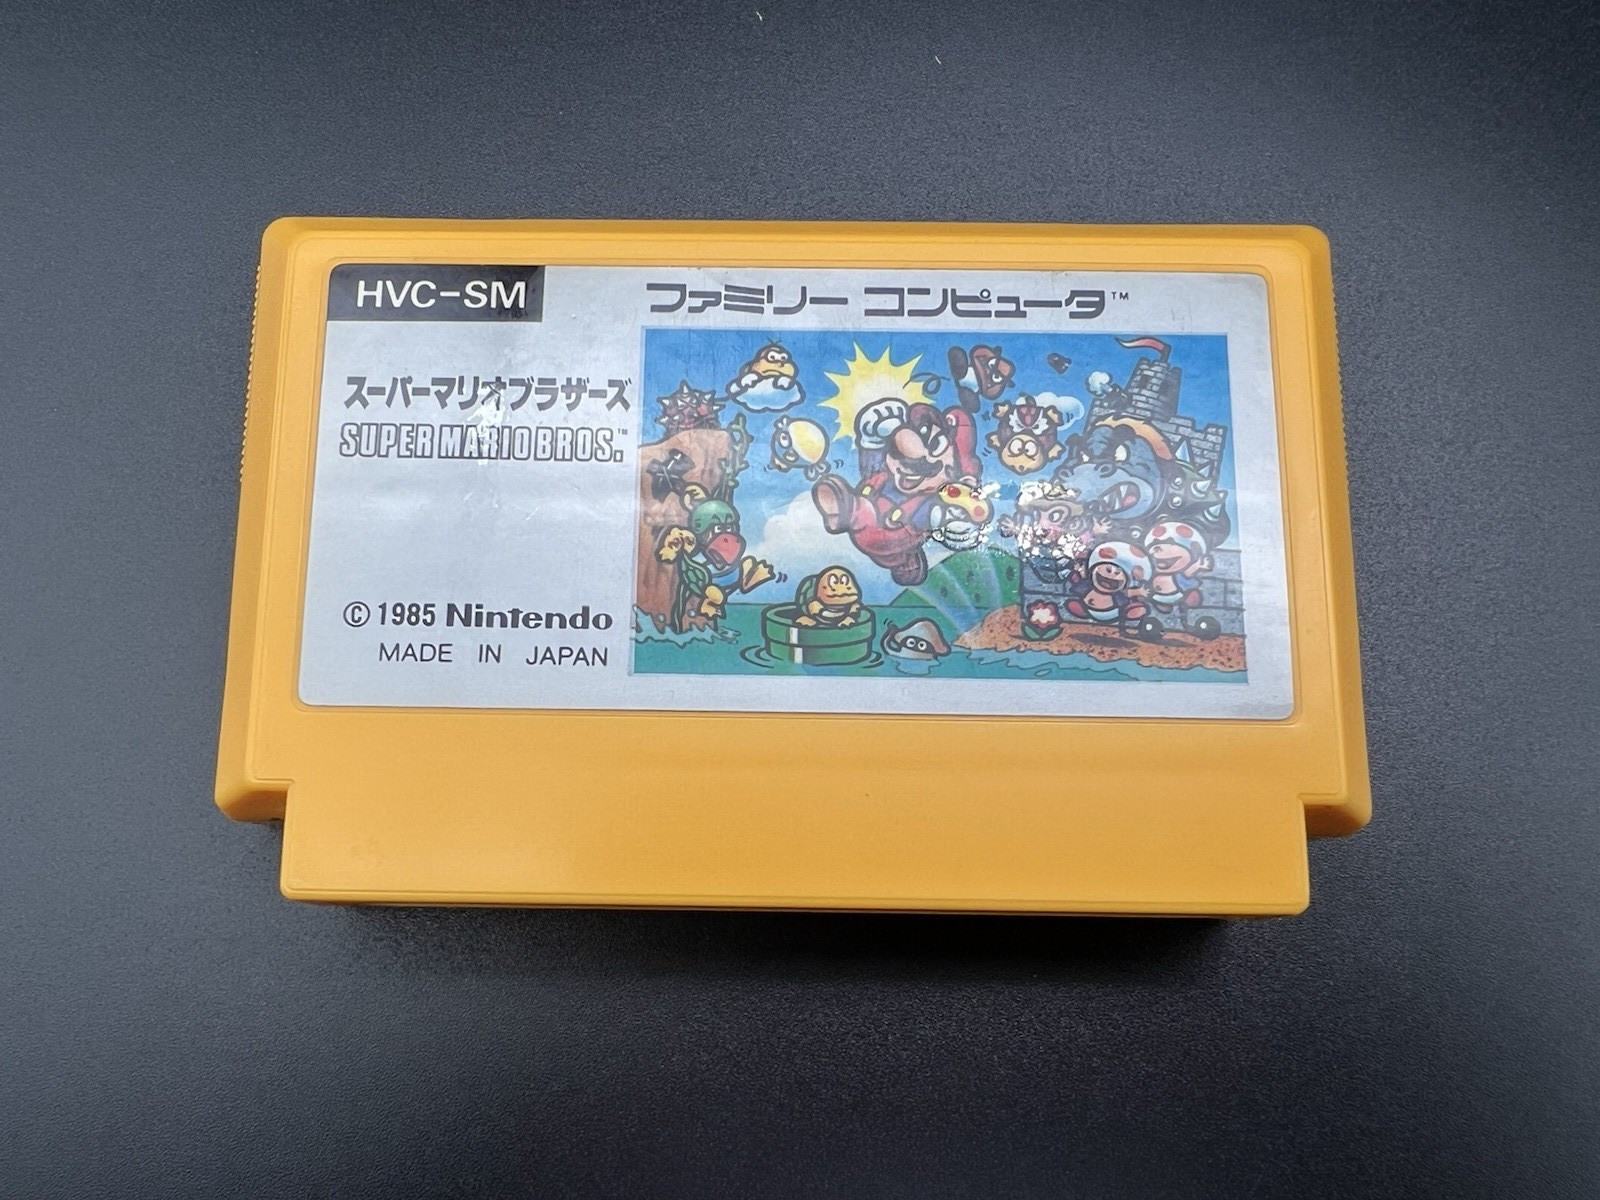 HVC-SM
ファミリー コンピュータ™
スーパーマリオブラザーズ
SUPER MARIO BROS.™
© 1985 Nintendo
MADE IN JAPAN